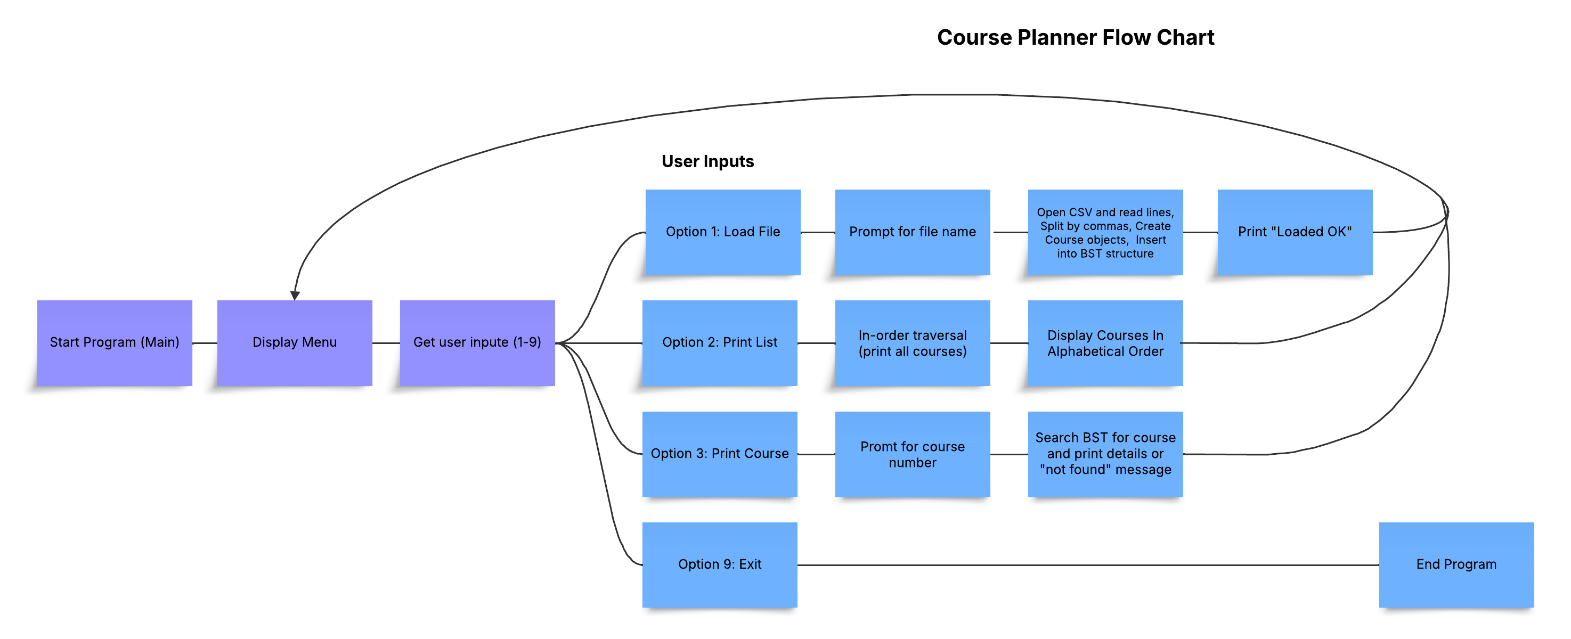 Course Planner Flow Chart
User Inputs
Option 1: Load File
Prompt for file name
Open CSV and read lines,
Split by commas, Create
Course objects, Insert
into BST structure
Print "Loaded OK"
Start Program (Main)
Display Menu
Get user inpute (1-9)
Option 2: Print List
In-order traversal
(print all courses)
Display Courses In
Alphabetical Order
Option 3: Print Course
Promt for course
number
Search BST for course
and print details or
"not found" message
Option 9: Exit
End Program